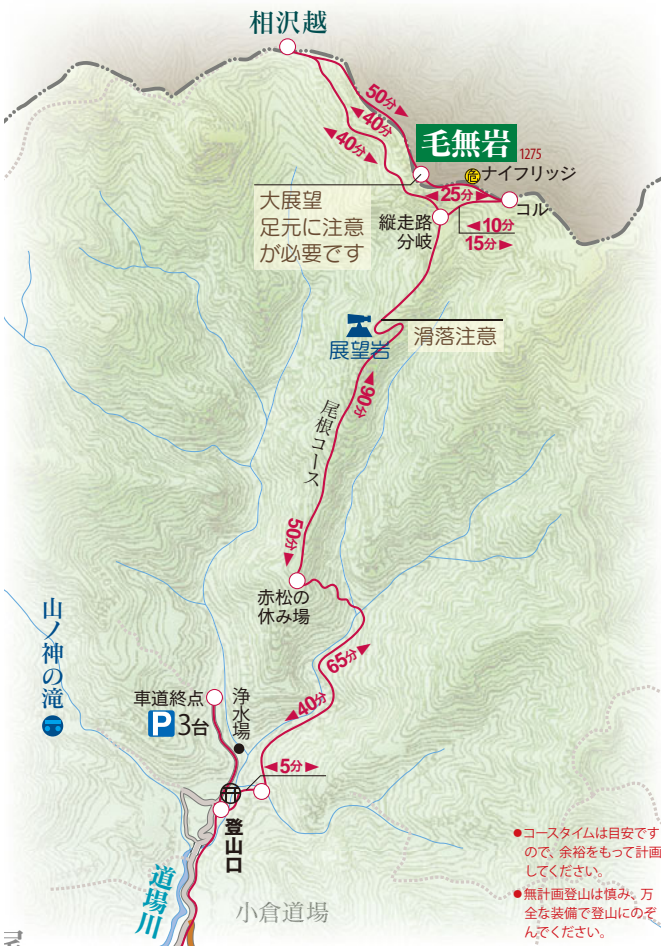 相沢越
50分
40分
40分
毛無岩
1275
危
ナイフリッジ
25分
コル
10分
15分
縦走路
分岐
大展望
足元に注意
が必要です
滑落注意
展望岩
90分
尾根コース
50分
赤松の
休み場
山ノ神の滝
65分
40分
車道終点
P3台
浄水場
5分
登山口
道場川
小倉道場
●コースタイムは目安です
ので、余裕をもって計画
してください。
●無計画登山は慎み、万
全な装備で登山にのぞ
んでください。